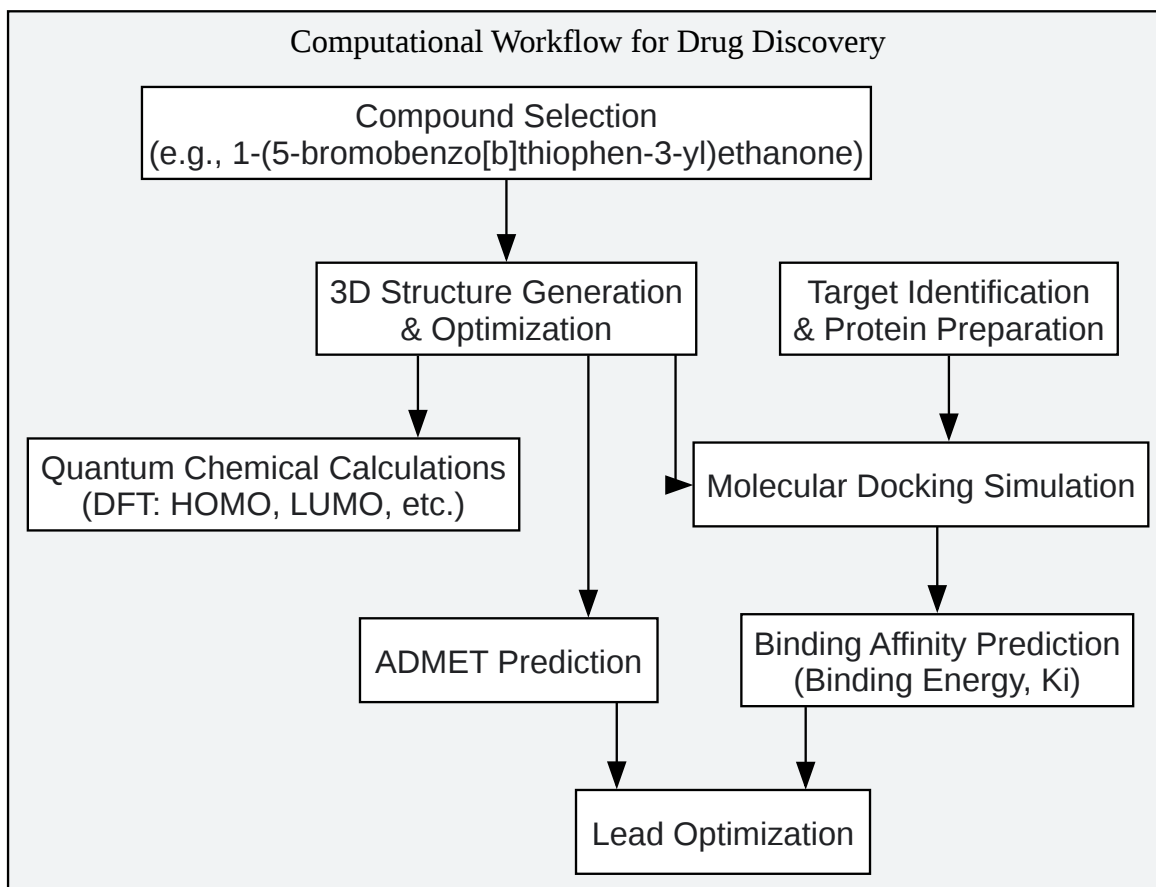 Computational Workflow for Drug Discovery
Compound Selection
(e.g., 1-(5-bromobenzo[b]thiophen-3-yl)ethanone)
3D Structure Generation
& Optimization
Target Identification
& Protein Preparation
Quantum Chemical Calculations
(DFT: HOMO, LUMO, etc.)
Molecular Docking Simulation
ADMET Prediction
Binding Affinity Prediction
(Binding Energy, Ki)
Lead Optimization